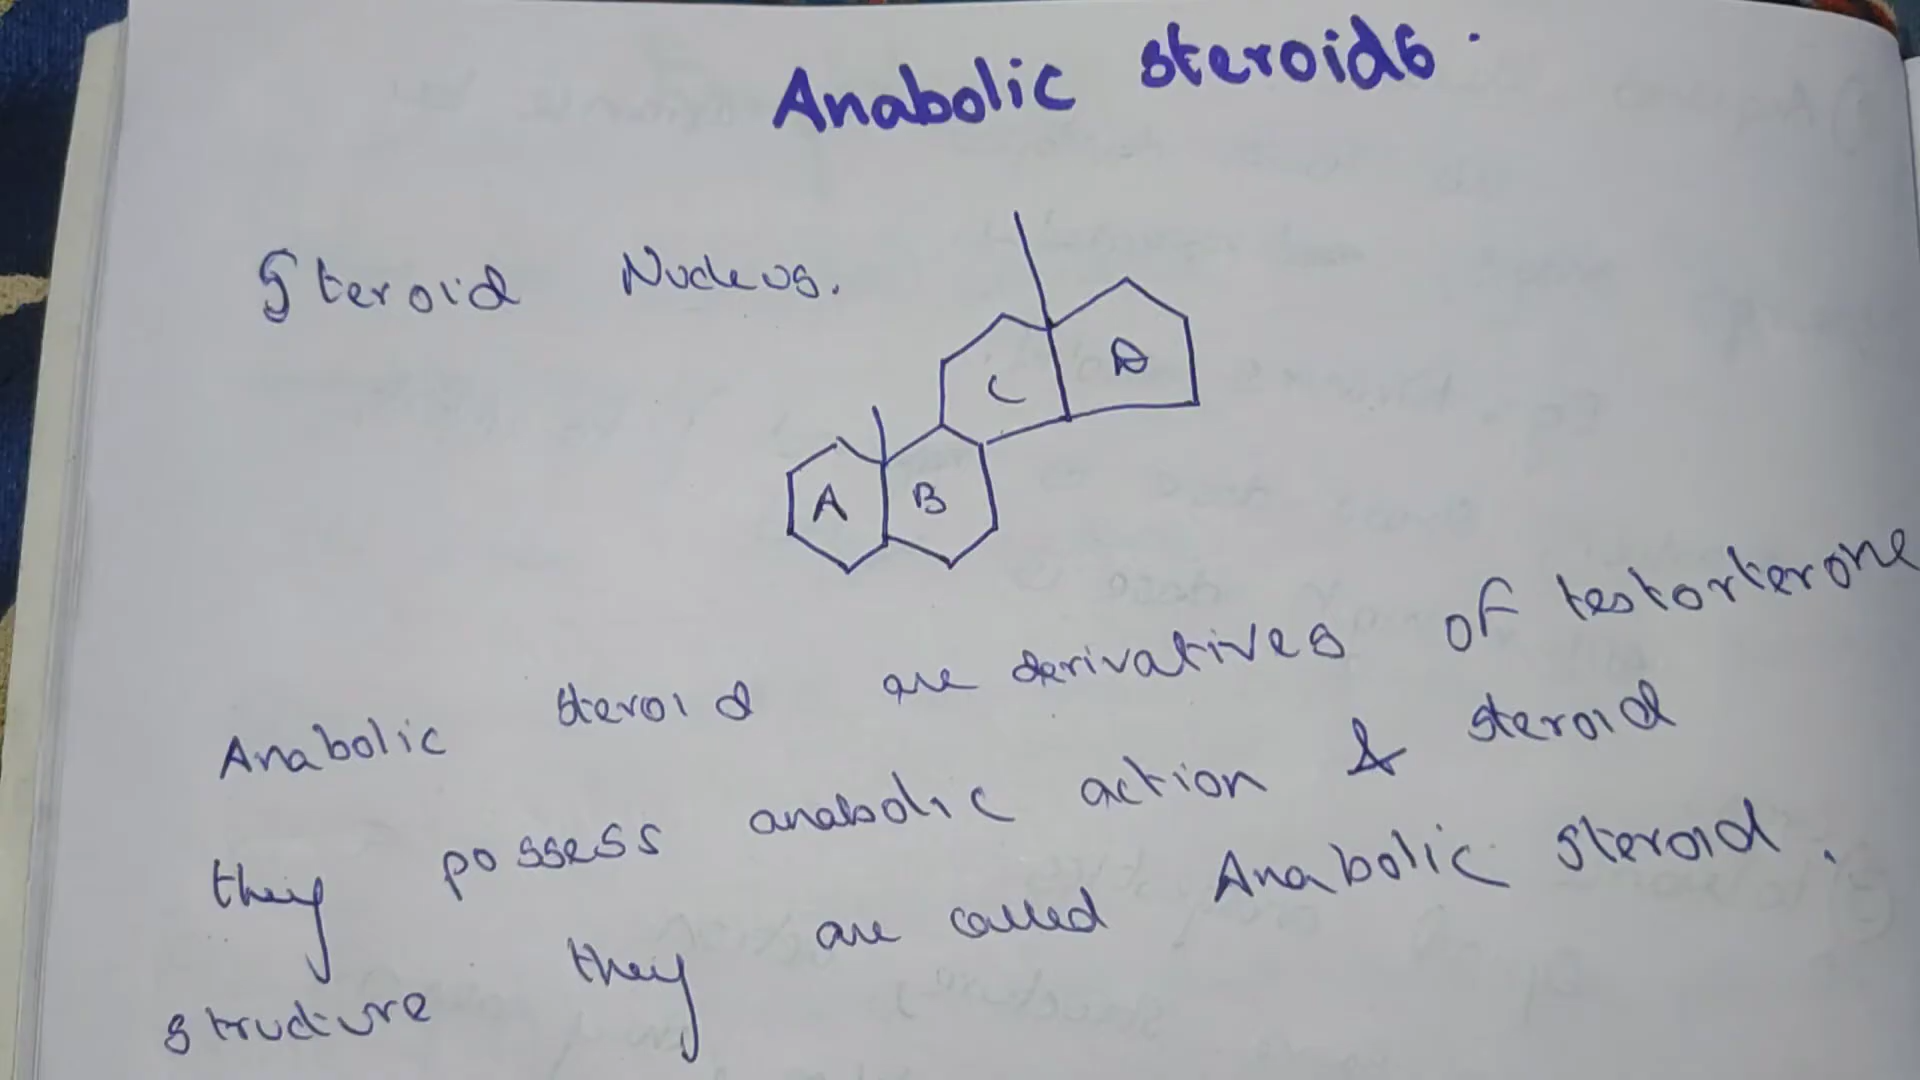 Anabolic steroids.
Steroid Nucleus.
C D
A B
Anabolic steroid are derivatives of testosterone
they possess anabolic action & steroid
structure they are called Anabolic steroid.